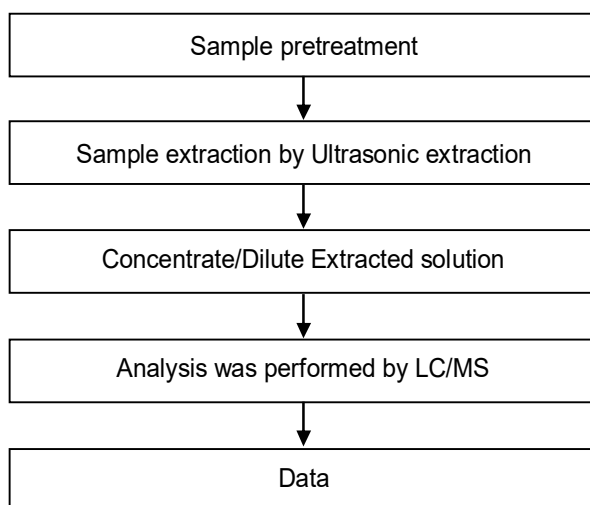 Sample pretreatment
Sample extraction by Ultrasonic extraction
Concentrate/Dilute Extracted solution
Analysis was performed by LC/MS
Data